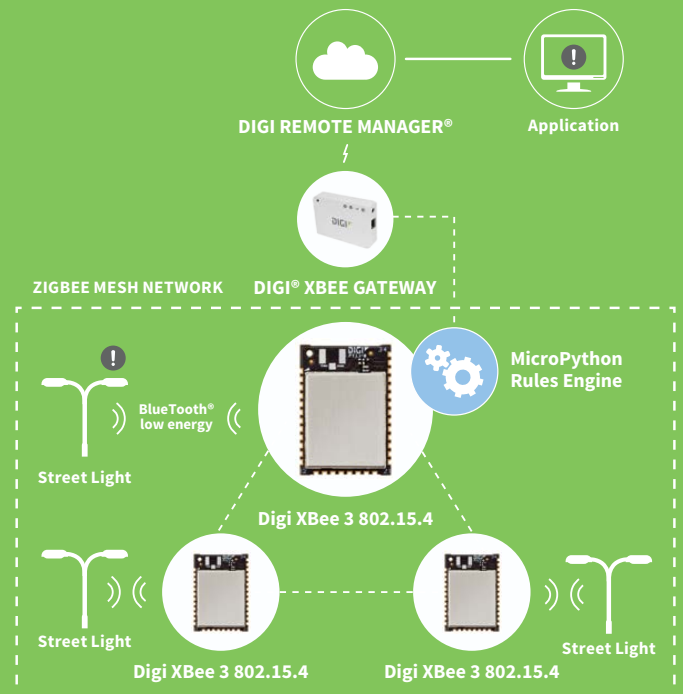 DIGI REMOTE MANAGER®
Application
DIGI
ZIGBEE MESH NETWORK
DIGI® XBEE GATEWAY
MicroPython
Rules Engine
BlueTooth®
low energy
Street Light
Digi XBee 3 802.15.4
Street Light
Street Light
Digi XBee 3 802.15.4
Digi XBee 3 802.15.4